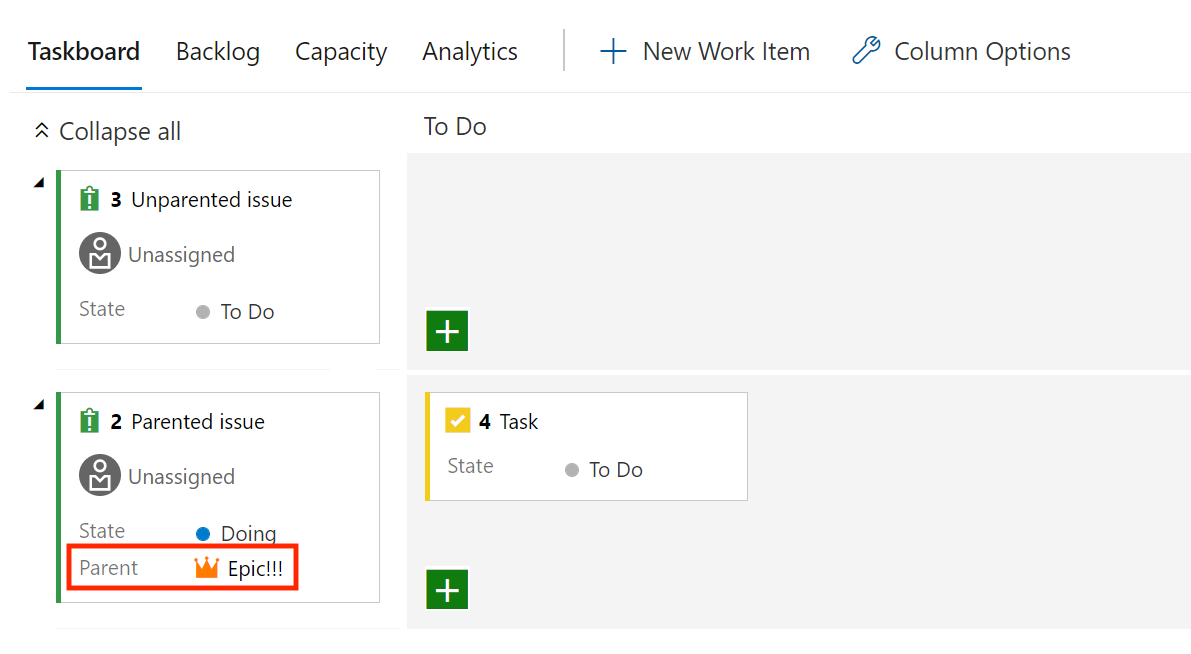 Taskboard Backlog Capacity Analytics New Work Item Column Options
Collapse all
To Do
3 Unparented issue
Unassigned
State To Do
2 Parented issue
Unassigned
State Doing
Parent Epic!!!
4 Task
State To Do